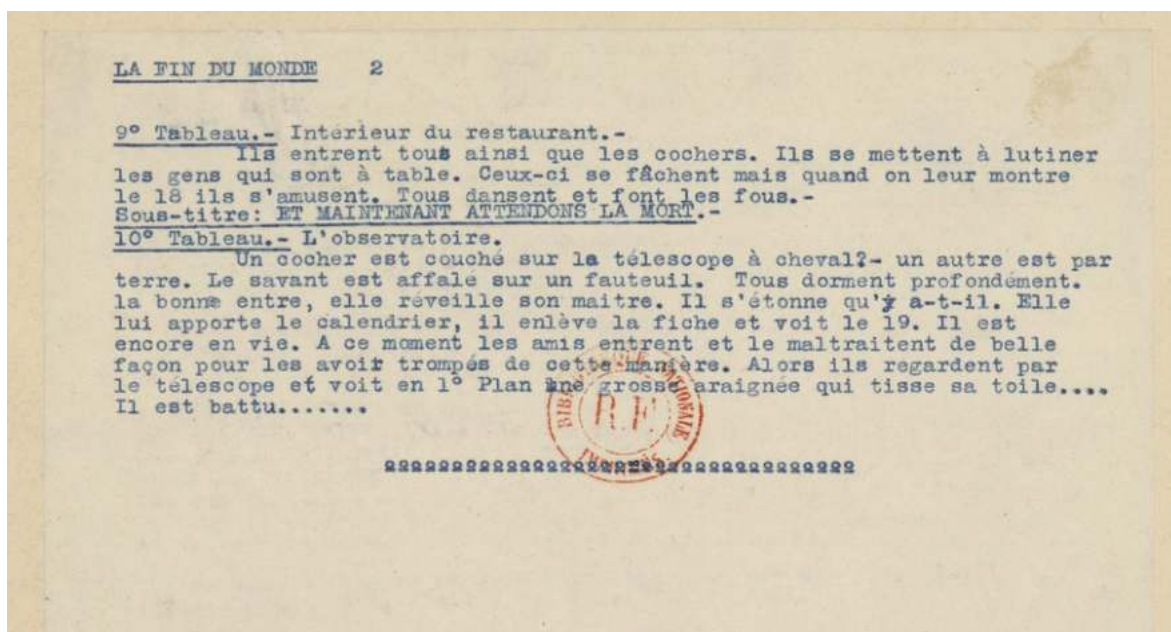 LA FIN DU MONDE 2
9° Tableau.- Intérieur du restaurant.-
Ils entrent tous ainsi que les cochers. Ils se mettent à lutiner
les gens qui sont à table. Ceux-ci se fâchent mais quand on leur montre
le 18 ils s'amusent. Tous dansent et font les fous.-
Sous-titre: ET MAINTENANT ATTENDONS LA MORT.-
10° Tableau.- L'observatoire.
Un cocher est couché sur la télescope à cheval?- un autre est par
terre. Le savant est affalé sur un fauteuil. Tous dorment profondément.
la bonne entre, elle réveille son maitre. Il s'étonne qu'y a-t-il. Elle
lui apporte le calendrier, il enlève la fiche et voit le 19. Il est
encore en vie. A ce moment les amis entrent et le maltraitent de belle
façon pour les avoir trompés de cette manière. Alors ils regardent par
le télescope et voit en 1° Plan une grosse araignée qui tisse sa toile....
Il est battu.......
BIBLIOTHÈQUE NATIONALE
R.F.
IMPRIMÉS